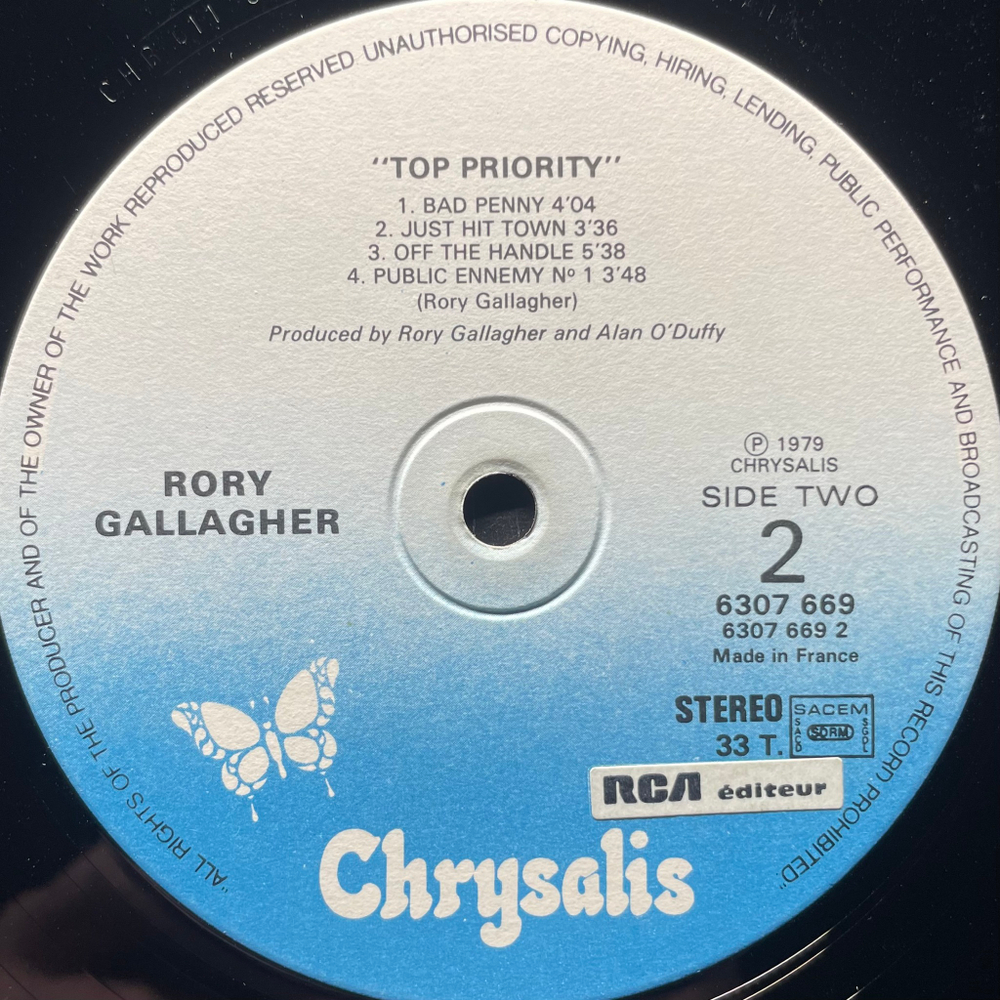 "ALL RIGHTS OF THE PRODUCER AND OF THE OWNER OF THE WORK REPRODUCED RESERVED UNAUTHORISED COPYING, HIRING, LENDING, PUBLIC PERFORMANCE AND BROADCASTING OF THIS RECORD PROHIBITED"
"TOP PRIORITY"
1. BAD PENNY 4'04
2. JUST HIT TOWN 3'36
3. OFF THE HANDLE 5'38
4. PUBLIC ENNEMY Nº 1 3'48
(Rory Gallagher)
Produced by Rory Gallagher and Alan O'Duffy
RORY
GALLAGHER
Ⓟ 1979
CHRYSALIS
SIDE TWO
2
6307 669
6307 669 2
Made in France
STEREO
33 T.
SACEM
SACD
SDRM
SGDL
RCA éditeur
Chrysalis